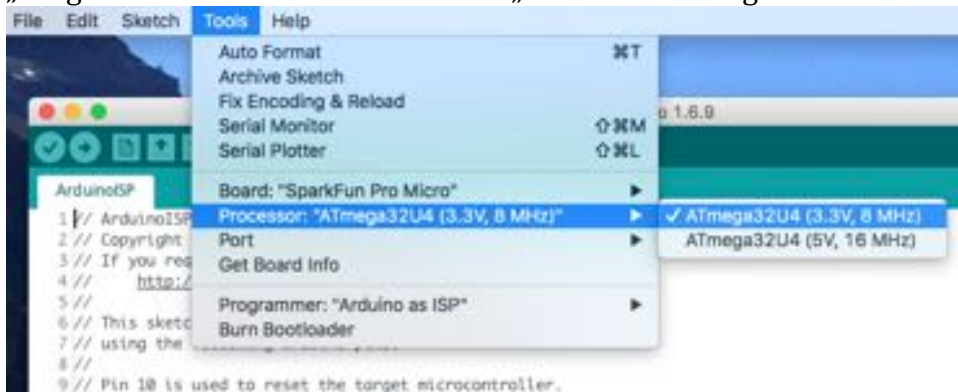 File Edit Sketch Tools Help
Auto Format ⌘T
Archive Sketch
Fix Encoding & Reload
Serial Monitor ⇧⌘M
Serial Plotter ⇧⌘L
1.6.9
ArduinoISP
Board: "SparkFun Pro Micro"
Processor: "ATmega32U4 (3.3V, 8 MHz)"
✓ ATmega32U4 (3.3V, 8 MHz)
Port
ATmega32U4 (5V, 16 MHz)
Get Board Info
Programmer: "Arduino as ISP"
Burn Bootloader
1 // ArduinoISP
2 // Copyright
3 // If you req
4 // http:/
5 //
6 // This sketc
7 // using the
8 //
9 // Pin 10 is used to reset the target microcontroller.